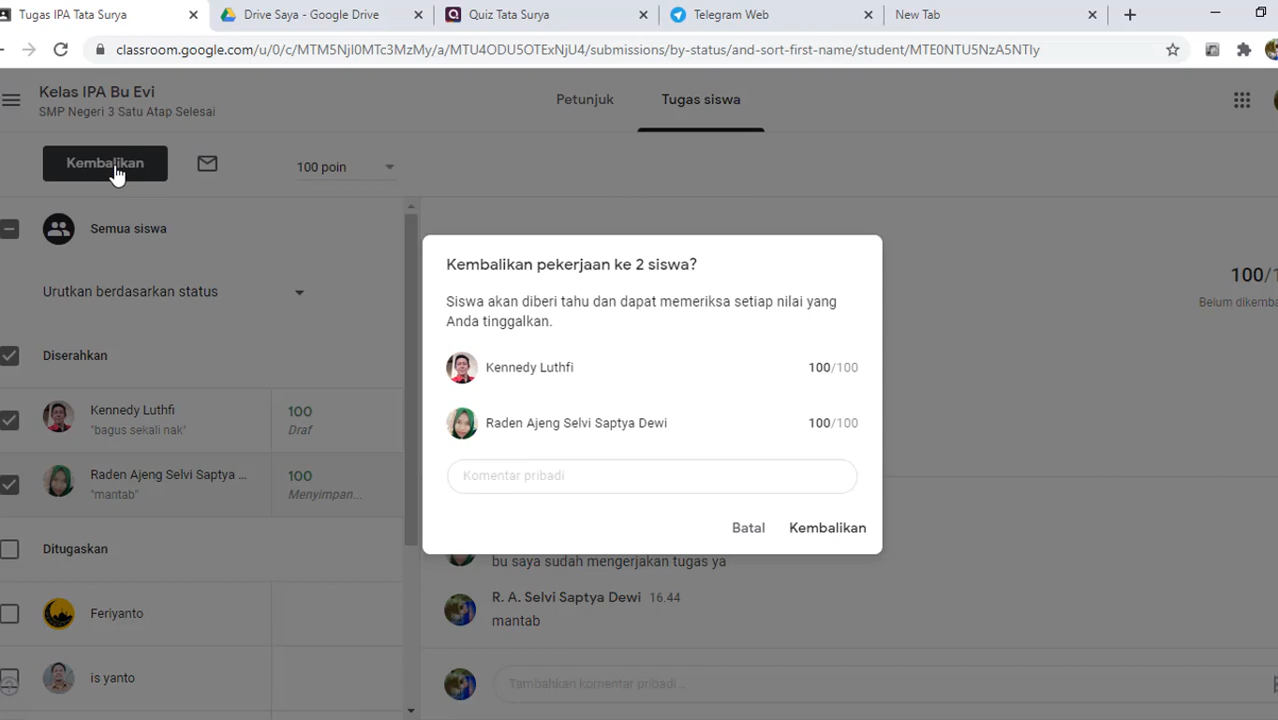 Tugas IPA Tata Surya
Drive Saya - Google Drive
Quiz Tata Surya
Telegram Web
New Tab
classroom.google.com/u/0/c/MTM5NjI0MTc3MzMy/a/MTU4ODU5OTExNjU4/submissions/by-status/and-sort-first-name/student/MTE0NTU5NzA5NTIy
Kelas IPA Bu Evi
SMP Negeri 3 Satu Atap Selesai
Petunjuk
Tugas siswa
Kembalikan
100 poin
Semua siswa
Urutkan berdasarkan status
Diserahkan
Kennedy Luthfi
"bagus sekali nak"
100
Draf
Raden Ajeng Selvi Saptya ...
"mantab"
100
Menyimpan...
Ditugaskan
Feriyanto
is yanto
100/1
Belum dikemba
Kembalikan pekerjaan ke 2 siswa?
Siswa akan diberi tahu dan dapat memeriksa setiap nilai yang
Anda tinggalkan.
Kennedy Luthfi 100/100
Raden Ajeng Selvi Saptya Dewi 100/100
Komentar pribadi
Batal
Kembalikan
bu saya sudah mengerjakan tugas ya
R. A. Selvi Saptya Dewi 16.44
mantab
Tambahkan komentar pribadi...